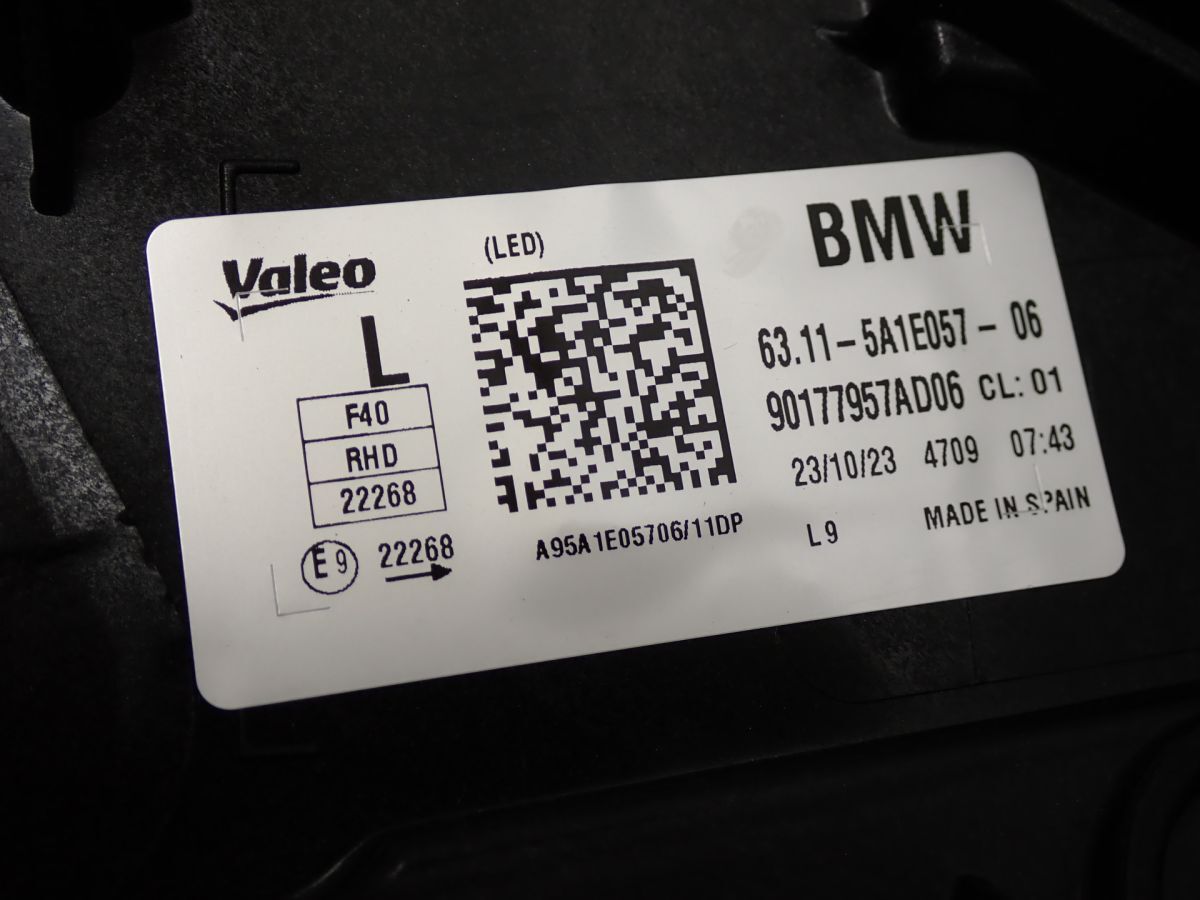 Valeo
(LED)
BMW
L
F40
RHD
22268
E9 22268
63.11-5A1E057-06
90177957AD06 CL: 01
23/10/23 4709 07:43
A95A1E05706/11DP
L9
MADE IN SPAIN